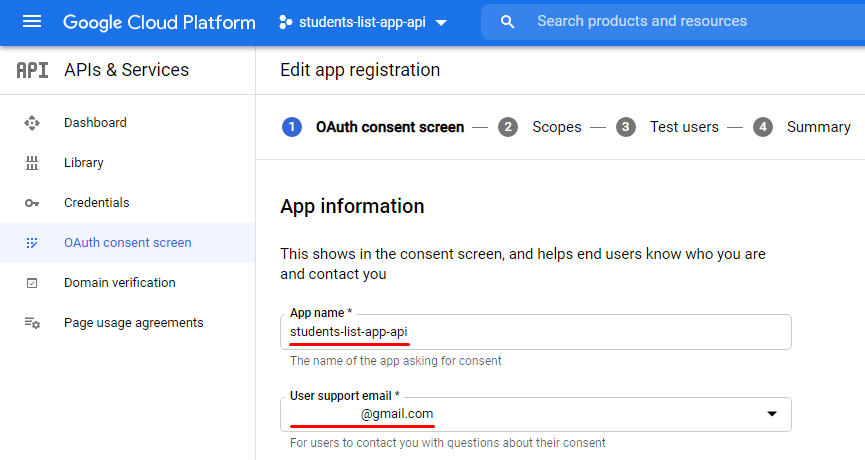 Google Cloud Platform
students-list-app-api
Search products and resources
API
APIs & Services
Edit app registration
Dashboard
Library
Credentials
OAuth consent screen
Domain verification
Page usage agreements
1 OAuth consent screen — 2 Scopes — 3 Test users — 4 Summary
App information
This shows in the consent screen, and helps end users know who you are
and contact you
App name *
students-list-app-api
The name of the app asking for consent
User support email *
@gmail.com
For users to contact you with questions about their consent